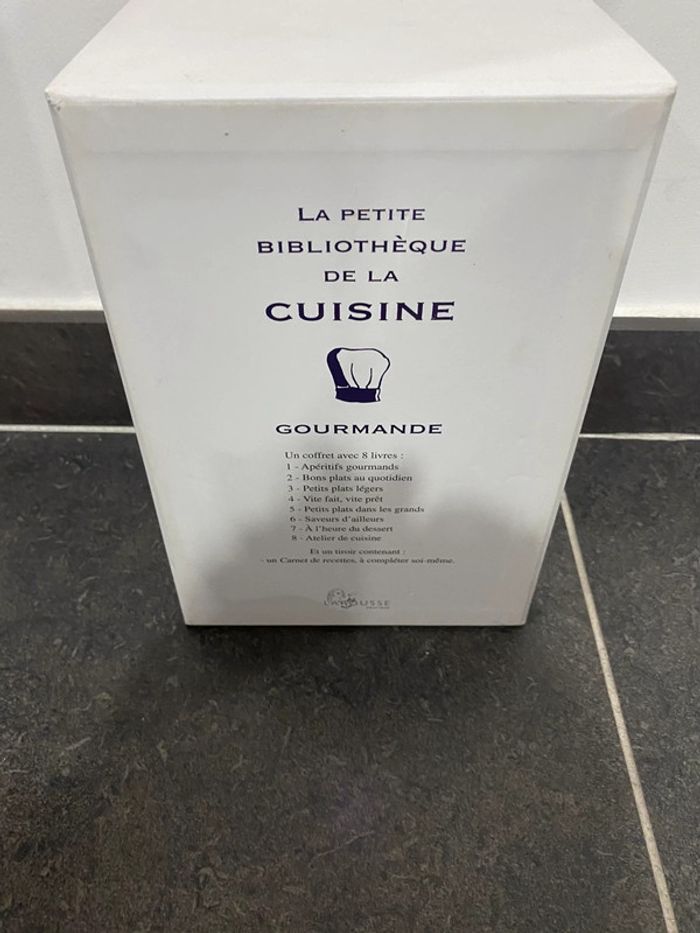 LA PETITE
BIBLIOTHÈQUE
DE LA
CUISINE
GOURMANDE
Un coffret avec 8 livres :
1 - Apéritifs gourmands
2 - Bons plats au quotidien
3 - Petits plats légers
4 - Vite fait, vite prêt
5 - Petits plats dans les grands
6 - Saveurs d'ailleurs
7 - À l'heure du dessert
8 - Atelier de cuisine
Et un tiroir contenant :
- un Carnet de recettes, à compléter soi-même.
LAROUSSE